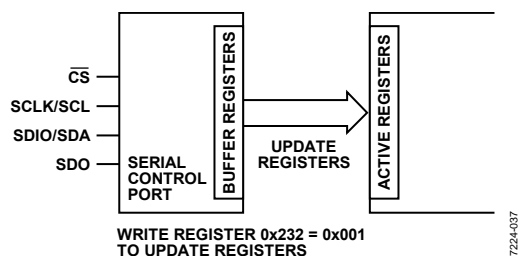 CS
SCLK/SCL
SDIO/SDA
SDO
SERIAL
CONTROL
PORT
BUFFER REGISTERS
UPDATE
REGISTERS
ACTIVE REGISTERS
WRITE REGISTER 0x232 = 0x001
TO UPDATE REGISTERS
7224-037